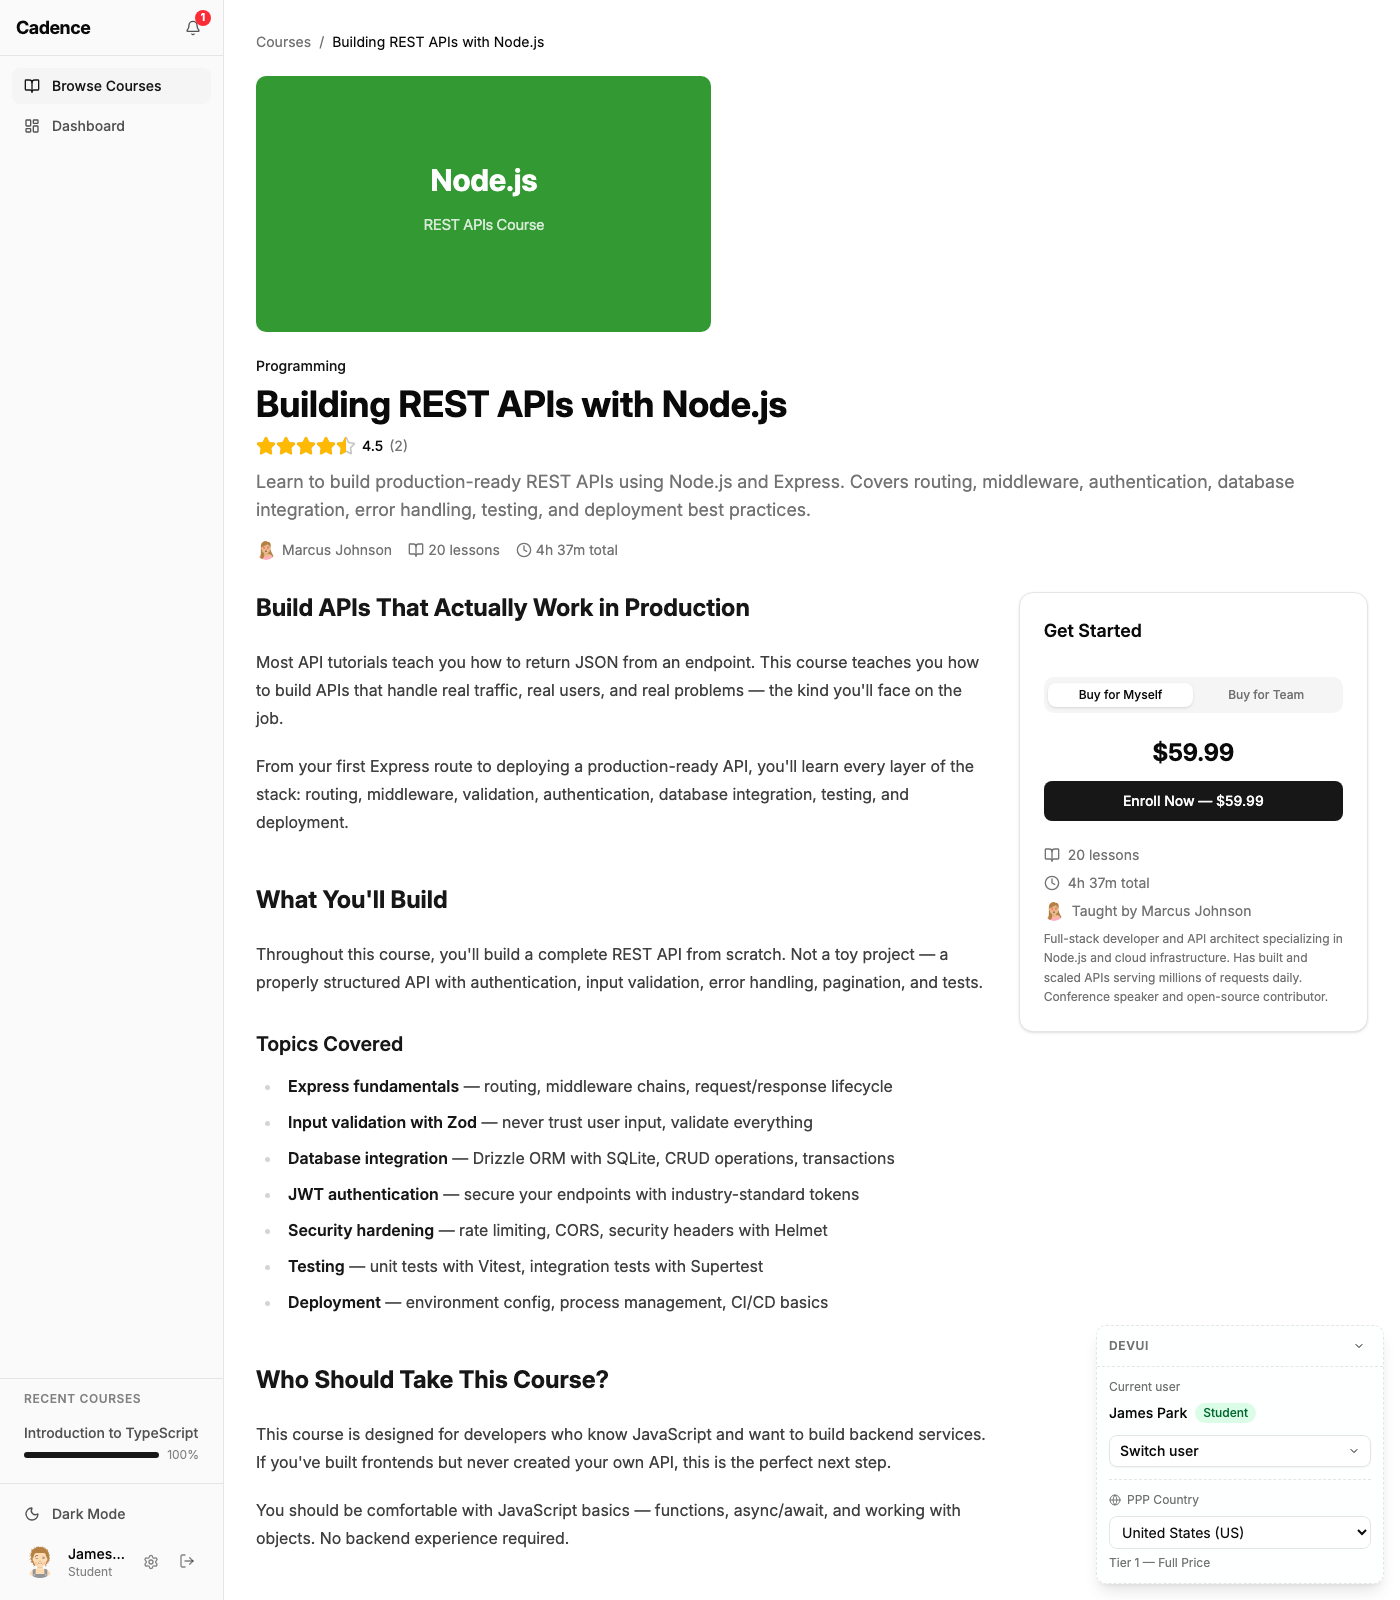 Cadence
1
Browse Courses
Dashboard
RECENT COURSES
Introduction to TypeScript
100%
Dark Mode
James...
Student
Courses / Building REST APIs with Node.js
Node.js
REST APIs Course
Programming
Building REST APIs with Node.js
4.5 (2)
Learn to build production-ready REST APIs using Node.js and Express. Covers routing, middleware, authentication, database
integration, error handling, testing, and deployment best practices.
Marcus Johnson 20 lessons 4h 37m total
Build APIs That Actually Work in Production
Most API tutorials teach you how to return JSON from an endpoint. This course teaches you how
to build APIs that handle real traffic, real users, and real problems — the kind you'll face on the
job.
From your first Express route to deploying a production-ready API, you'll learn every layer of the
stack: routing, middleware, validation, authentication, database integration, testing, and
deployment.
What You'll Build
Throughout this course, you'll build a complete REST API from scratch. Not a toy project — a
properly structured API with authentication, input validation, error handling, pagination, and tests.
Topics Covered
Express fundamentals — routing, middleware chains, request/response lifecycle
Input validation with Zod — never trust user input, validate everything
Database integration — Drizzle ORM with SQLite, CRUD operations, transactions
JWT authentication — secure your endpoints with industry-standard tokens
Security hardening — rate limiting, CORS, security headers with Helmet
Testing — unit tests with Vitest, integration tests with Supertest
Deployment — environment config, process management, CI/CD basics
Who Should Take This Course?
This course is designed for developers who know JavaScript and want to build backend services.
If you've built frontends but never created your own API, this is the perfect next step.
You should be comfortable with JavaScript basics — functions, async/await, and working with
objects. No backend experience required.
Get Started
Buy for Myself Buy for Team
$59.99
Enroll Now — $59.99
20 lessons
4h 37m total
Taught by Marcus Johnson
Full-stack developer and API architect specializing in
Node.js and cloud infrastructure. Has built and
scaled APIs serving millions of requests daily.
Conference speaker and open-source contributor.
DEVUI
Current user
James Park Student
Switch user
PPP Country
United States (US)
Tier 1 — Full Price